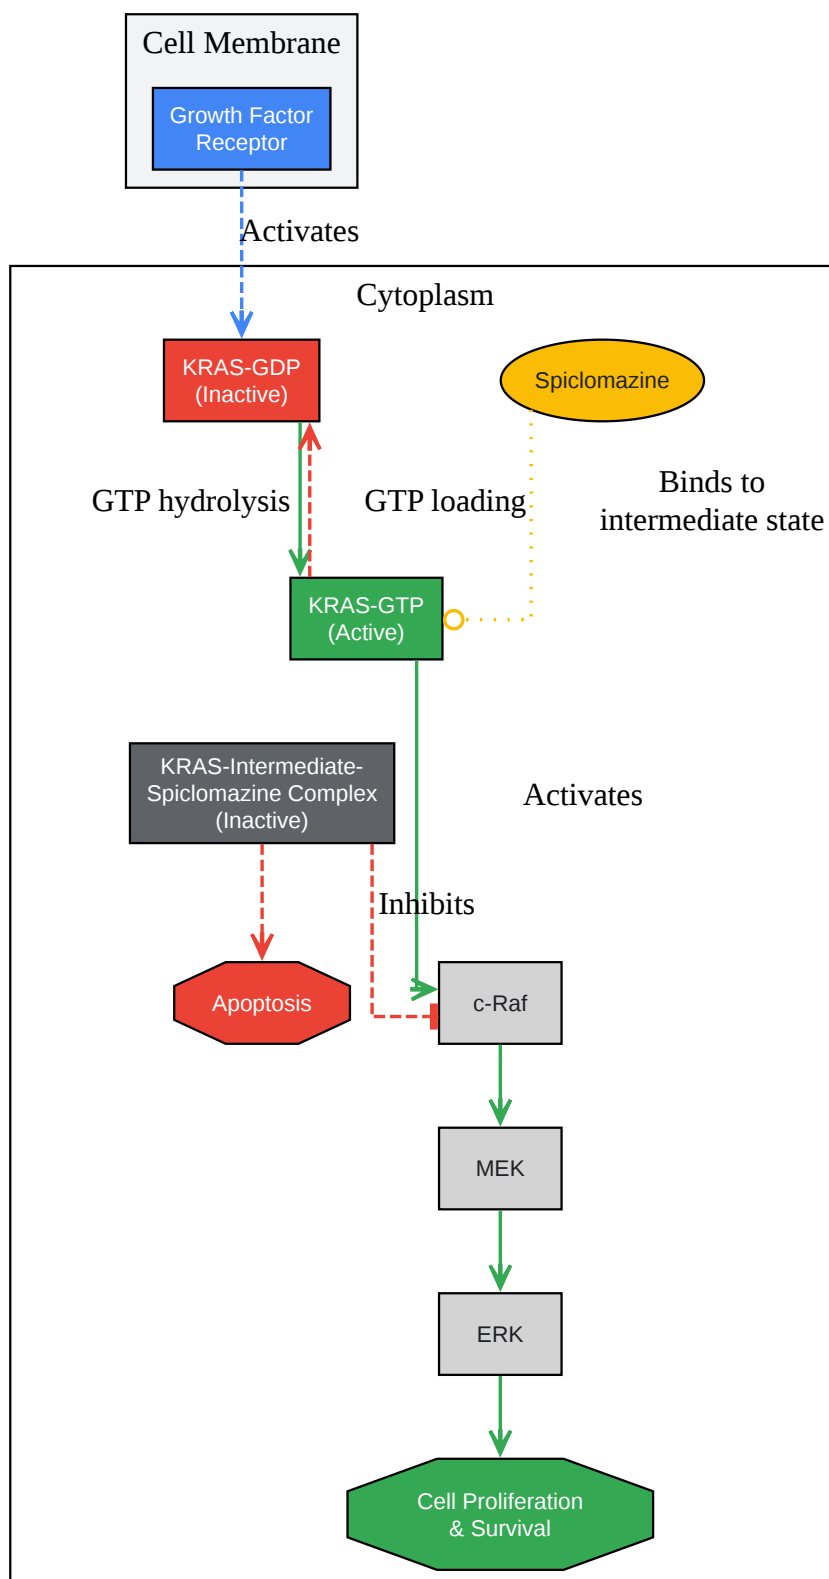 Cell Membrane
Growth Factor
Receptor
Activates
Cytoplasm
KRAS-GDP
(Inactive)
Spiclomazine
GTP hydrolysis
GTP loading
Binds to
intermediate state
KRAS-GTP
(Active)
KRAS-Intermediate-
Spiclomazine Complex
(Inactive)
Activates
Inhibits
Apoptosis
c-Raf
MEK
ERK
Cell Proliferation
& Survival